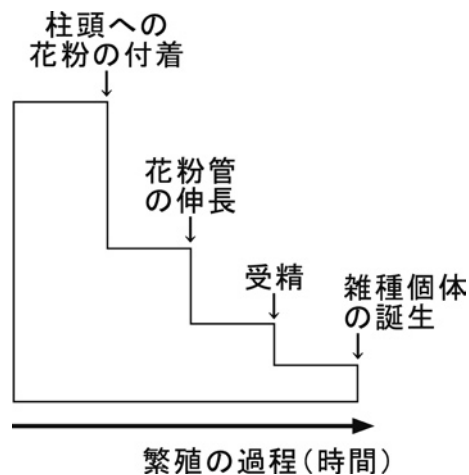 柱頭への
花粉の付着
花粉管
の伸長
受精
雑種個体
の誕生
繁殖の過程(時間)